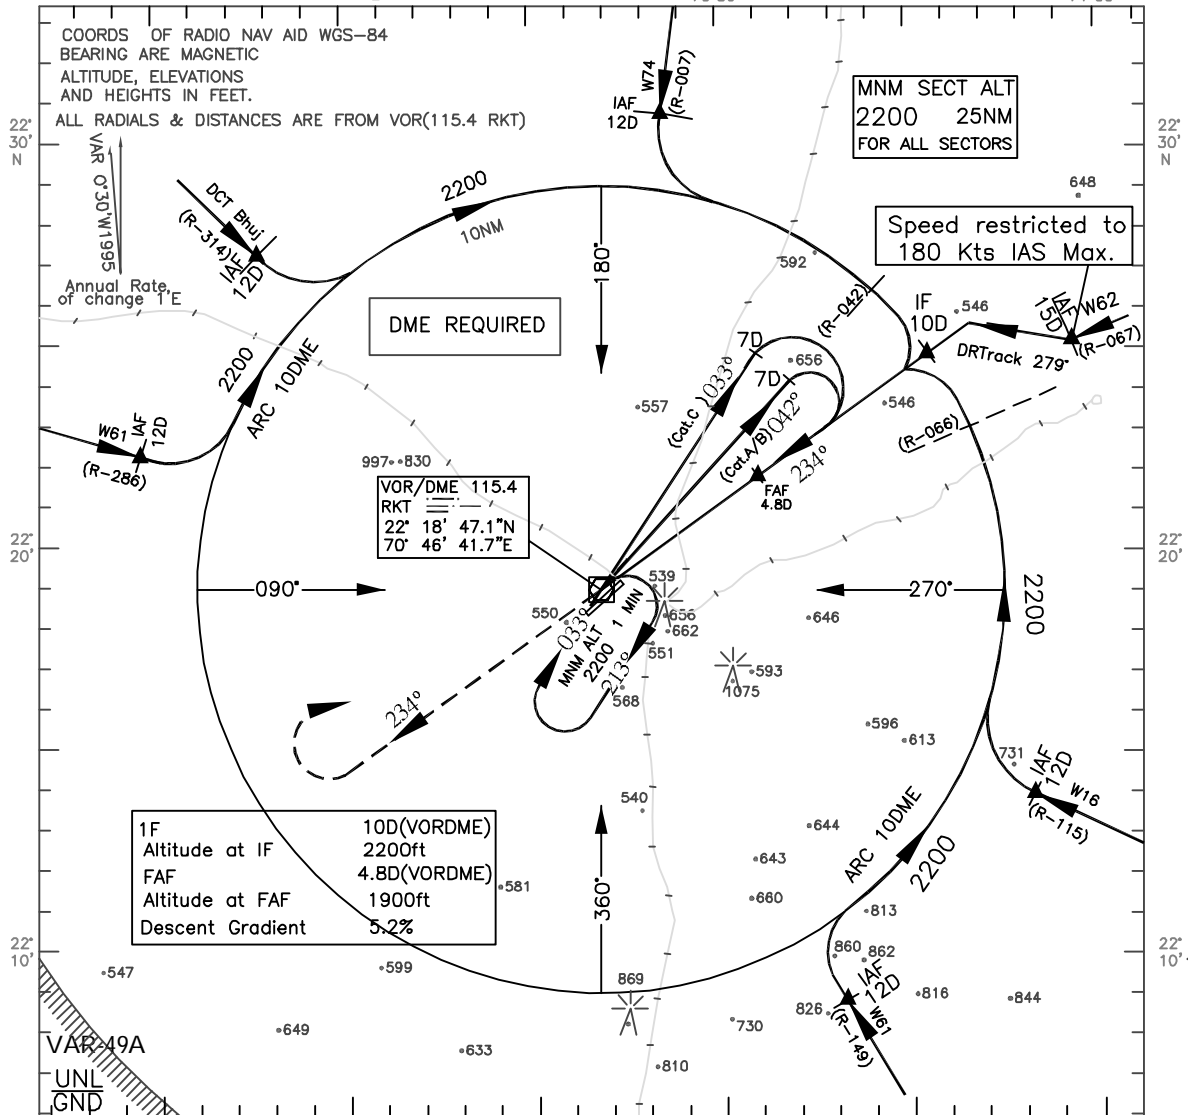 COORDS OF RADIO NAV AID WGS-84
BEARING ARE MAGNETIC
ALTITUDE, ELEVATIONS
AND HEIGHTS IN FEET.
ALL RADIALS & DISTANCES ARE FROM VOR(115.4 RKT)
22°
30'
N
VAR 0°30'W1995
Annual Rate
of change 1'E
W74
(R-007)
IAF
12D
MNM SECT ALT
2200 25NM
FOR ALL SECTORS
22°
30'
N
648
DCT Bhuj
(R-314)
IAF
12D
2200
10NM
180°
592
Speed restricted to
180 Kts IAS Max.
DME REQUIRED
(R-042)
IF
10D
546
IAF
15D
W62
(R-067)
DRTrack 279°
2200
ARC 10DME
7D
656
7D
033°
(Cat.C)
042°
(Cat.A/B)
557
546
(R-066)
W61
IAF
12D
(R-286)
234°
FAF
4.8D
997
830
VOR/DME 115.4
RKT
22° 18' 47.1"N
70° 46' 41.7"E
22°
20'
22°
20'
090°
270°
2200
539
550
656
662
551
646
033°
MNM ALT
2200
1 MIN
213°
568
593
1075
234°
596
613
731
IAF
12D
W16
(R-115)
540
644
ARC 10DME
2200
643
660
813
581
360°
1F 10D(VORDME)
Altitude at IF 2200ft
FAF 4.8D(VORDME)
Altitude at FAF 1900ft
Descent Gradient 5.2%
22°
10'
22°
10'
547
599
869
860
862
IAF
12D
826
816
844
W61
(R-149)
649
730
633
810
VAR-49A
UNL
GND